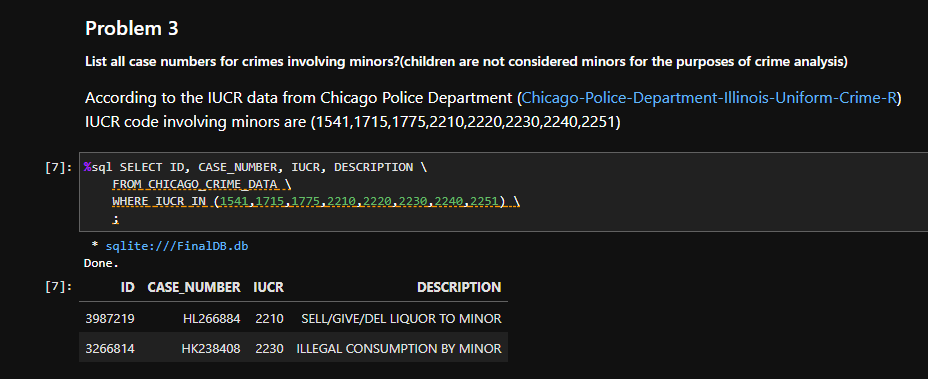 Problem 3
List all case numbers for crimes involving minors?(children are not considered minors for the purposes of crime analysis)
According to the IUCR data from Chicago Police Department (Chicago-Police-Department-Illinois-Uniform-Crime-R)
IUCR code involving minors are (1541,1715,1775,2210,2220,2230,2240,2251)
[7]: %sql SELECT ID, CASE_NUMBER, IUCR, DESCRIPTION \
FROM CHICAGO_CRIME_DATA \
WHERE IUCR IN (1541,1715,1775,2210,2220,2230,2240,2251) \
;
* sqlite:///FinalDB.db
Done.
[7]: ID CASE_NUMBER IUCR DESCRIPTION
3987219 HL266884 2210 SELL/GIVE/DEL LIQUOR TO MINOR
3266814 HK238408 2230 ILLEGAL CONSUMPTION BY MINOR